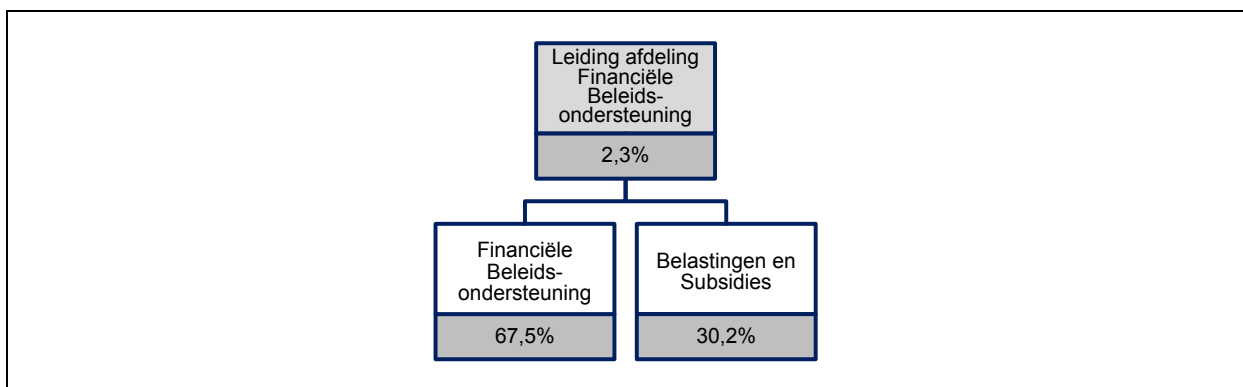 Leiding afdeling
Financiële
Beleids-
ondersteuning
2,3%
Financiële
Beleids-
ondersteuning
67,5%
Belastingen en
Subsidies
30,2%